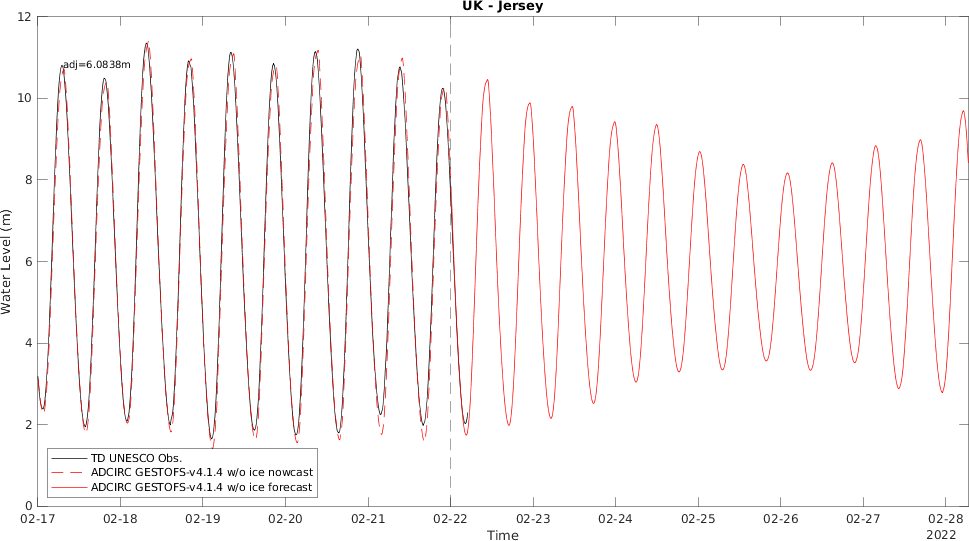 UK - Jersey
12
10
8
6
4
2
0
Water Level (m)
adj=6.0838m
TD UNESCO Obs.
ADCIRC GESTOFS-v4.1.4 w/o ice nowcast
ADCIRC GESTOFS-v4.1.4 w/o ice forecast
02-17 02-18 02-19 02-20 02-21 02-22 02-23 02-24 02-25 02-26 02-27 02-28
Time
2022